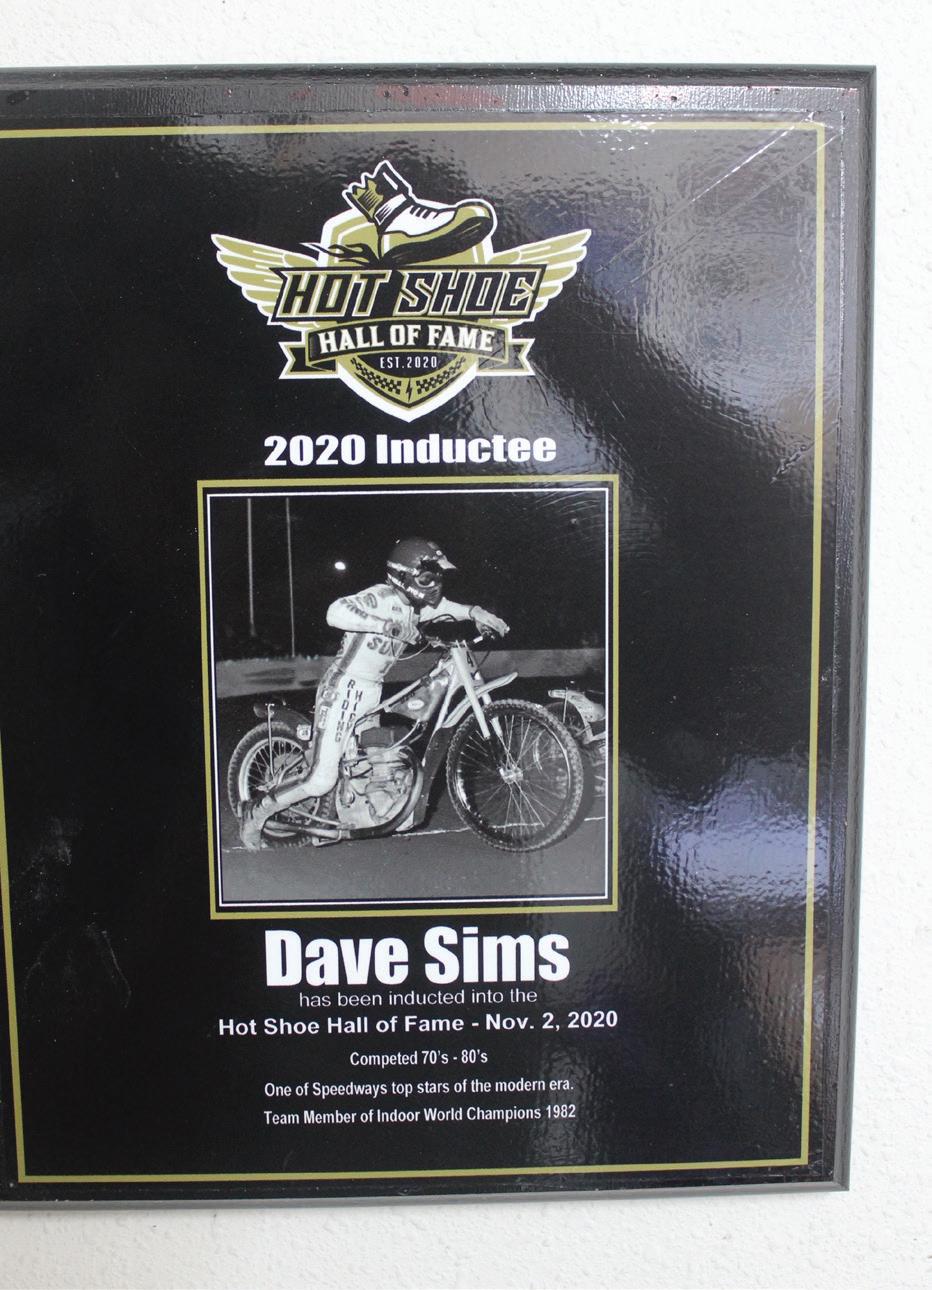 HOT SHOE
HALL OF FAME
EST. 2020
2020 Inductee
RIDING HIGH
Dave Sims
has been inducted into the
Hot Shoe Hall of Fame - Nov. 2, 2020
Competed 70's - 80's
One of Speedways top stars of the modern era.
Team Member of Indoor World Champions 1982